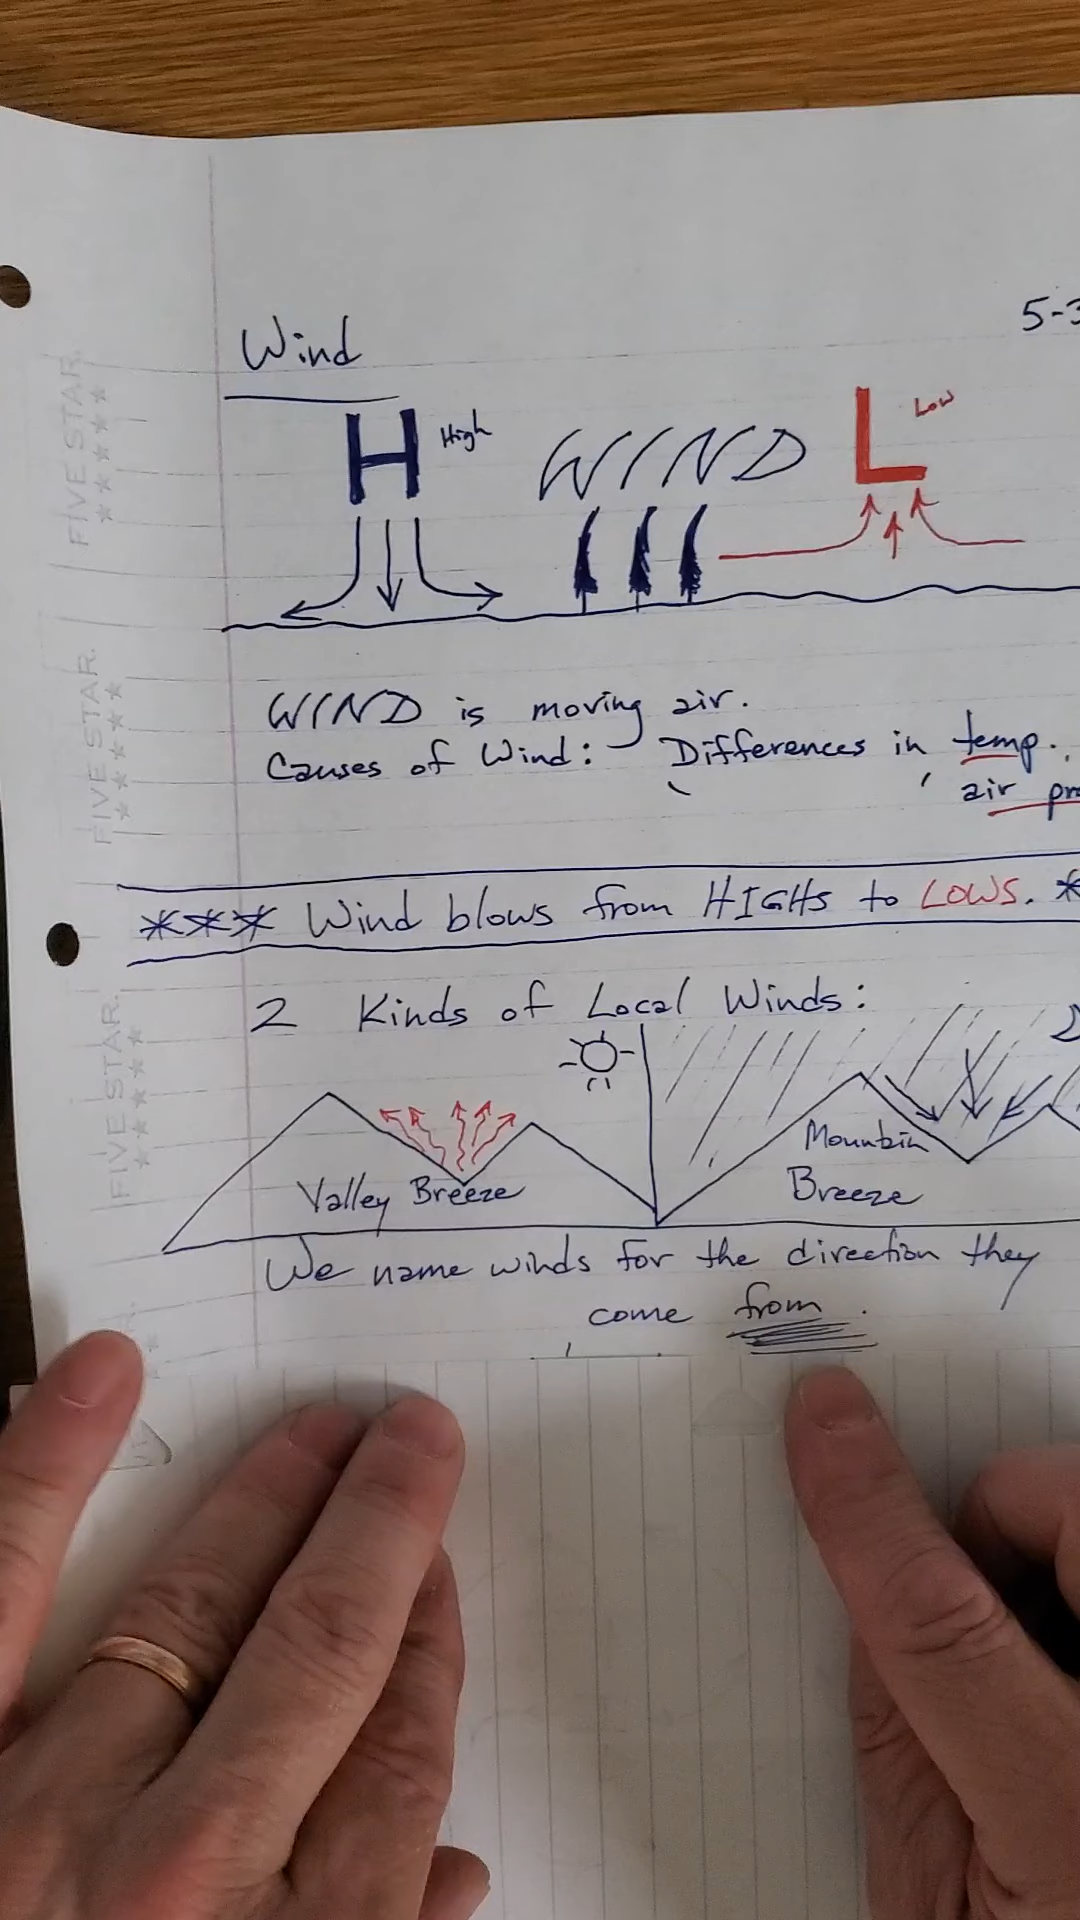 Wind
5-3
H High WIND L Low
WIND is moving air.
Causes of Wind: Differences in temp.
' air pr
*** Wind blows from HIGHs to LOWS. *
2 Kinds of Local Winds:
Valley Breeze
Mountain
Breeze
We name winds for the direction they
come from.
FIVE STAR.
FIVE STAR.
FIVE STAR.